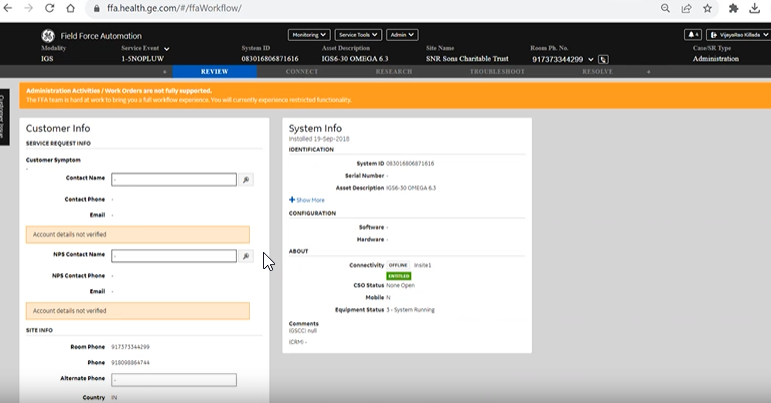 ffa.health.ge.com/#/ffaWorkflow/
Field Force Automation
Monitoring
Service Tools
Admin
VijayaRao Killada
Modality
Service Event
System ID
Asset Description
Site Name
Room Ph. No.
Case/SR Type
IGS
1-5NOPLUW
083016806871616
IGS6-30 OMEGA 6.3
SNR Sons Charitable Trust
917373344299
Administration
REVIEW
CONNECT
RESEARCH
TROUBLESHOOT
RESOLVE
Administration Activities / Work Orders are not fully supported.
The FFA team is hard at work to bring you a full workflow experience. You will currently experience restricted functionality.
Customer Info
SERVICE REQUEST INFO
Customer Symptom
-
Contact Name -
Contact Phone -
Email -
Account details not verified
NPS Contact Name -
NPS Contact Phone -
Email -
Account details not verified
SITE INFO
Room Phone 917373344299
Phone 918098864744
Alternate Phone -
Country IN
System Info
Installed 19-Sep-2018
IDENTIFICATION
System ID 083016806871616
Serial Number -
Asset Description IGS6-30 OMEGA 6.3
+ Show More
CONFIGURATION
Software -
Hardware -
ABOUT
Connectivity OFFLINE Insite1
ENTITLED
CSO Status None Open
Mobile N
Equipment Status 3 - System Running
Comments
IGSCC: null
ICRM: -